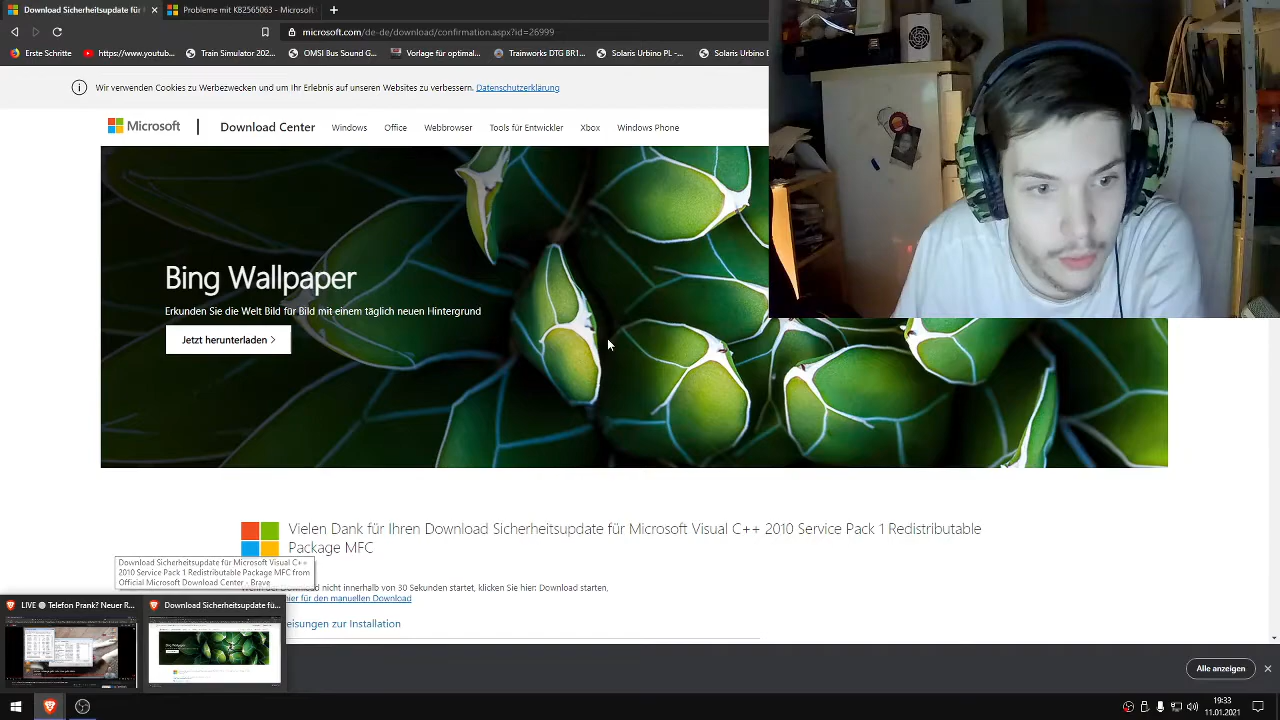 Download Sicherheitsupdate für
Probleme mit KB2565063 - Microsoft
microsoft.com/de-de/download/confirmation.aspx?id=26999
Erste Schritte
https://www.youtub...
Train Simulator 202...
OMSI Bus Sound G...
Vorlage für optimal...
Trainworks DTG BR1...
Solaris Urbino PL -...
Solaris Urbino E
Wir verwenden Cookies zu Werbezwecken und um Ihr Erlebnis auf unseren Websites zu verbessern. Datenschutzerklärung
Microsoft
Download Center
Windows
Office
Webbrowser
Tools für Entwickler
Xbox
Windows Phone
Bing Wallpaper
Erkunden Sie die Welt Bild für Bild mit einem täglich neuen Hintergrund
Jetzt herunterladen
Vielen Dank für Ihren Download Sicherheitsupdate für Microsoft Visual C++ 2010 Service Pack 1 Redistributable
Package MFC
Download Sicherheitsupdate für Microsoft Visual C++
2010 Service Pack 1 Redistributable Package MFC from
Official Microsoft Download Center - Brave
nicht innerhalb von 30 Sekunden startet, klicken Sie hier: Download starten,
hier für den manuellen Download
eisungen zur Installation
LIVE 🔴 Telefon Prank? Neuer R...
Download Sicherheitsupdate fü...
Alle anzeigen
19:33
11.01.2021